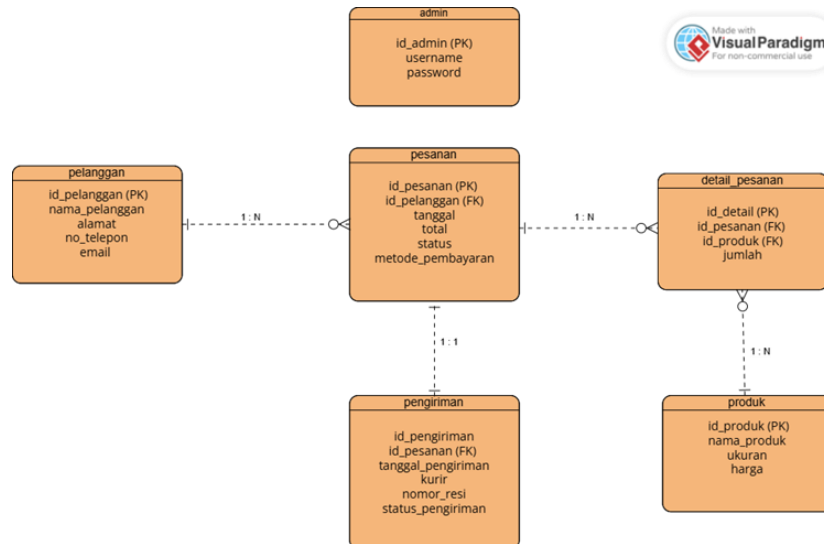 admin
id_admin (PK)
username
password
Made with
Visual Paradigm
For non-commercial use
pelanggan
id_pelanggan (PK)
nama_pelanggan
alamat
no_telepon
email
1 : N
pesanan
id_pesanan (PK)
id_pelanggan (FK)
tanggal
total
status
metode_pembayaran
1 : N
detail_pesanan
id_detail (PK)
id_pesanan (FK)
id_produk (FK)
jumlah
1 : 1
1 : N
pengiriman
id_pengiriman
id_pesanan (FK)
tanggal_pengiriman
kurir
nomor_resi
status_pengiriman
produk
id_produk (PK)
nama_produk
ukuran
harga